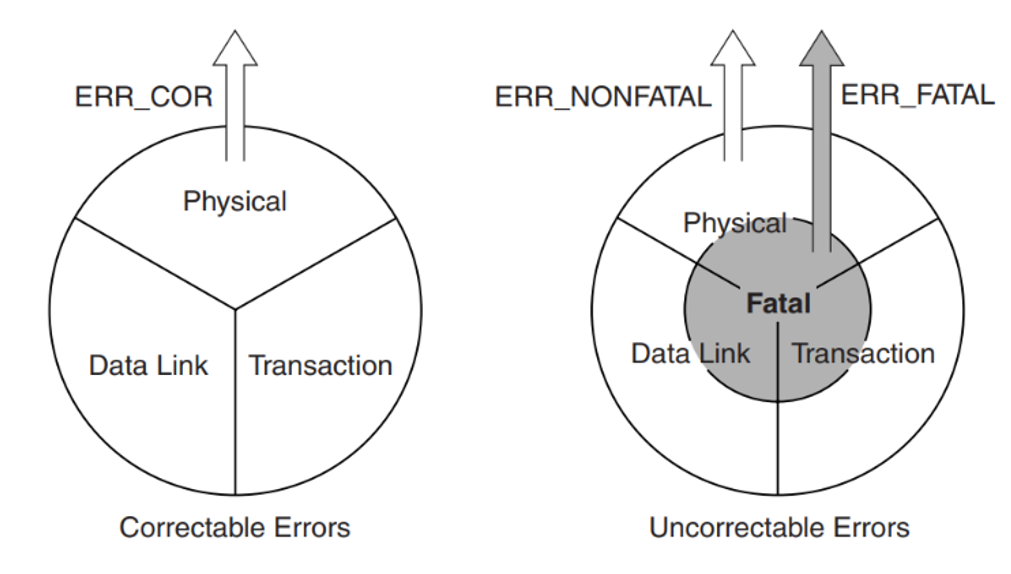 ERR_COR
Physical
Data Link
Transaction
Correctable Errors
ERR_NONFATAL
ERR_FATAL
Physical
Fatal
Data Link
Transaction
Uncorrectable Errors